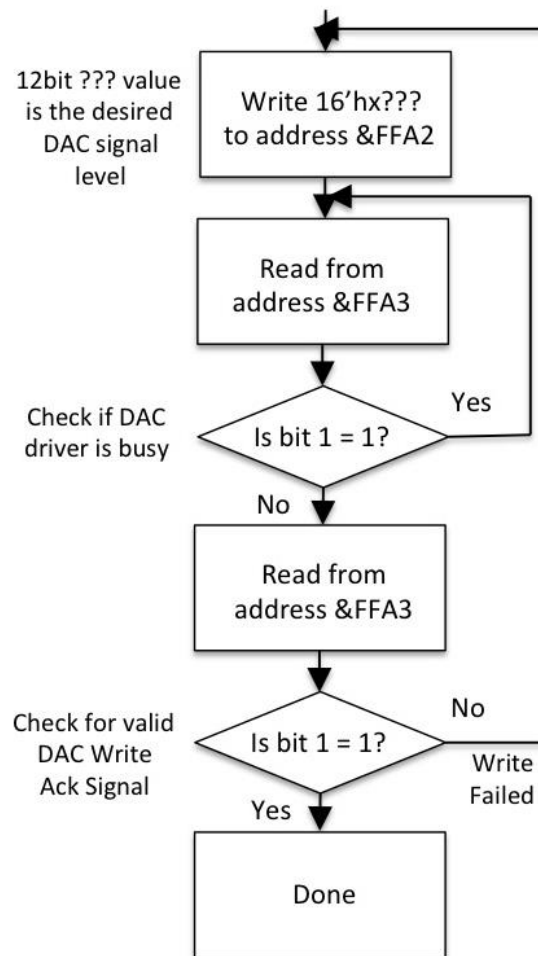 12bit ??? value
is the desired
DAC signal
level
Write 16’hx???
to address &FFA2
Read from
address &FFA3
Check if DAC
driver is busy
Is bit 1 = 1?
Yes
No
Read from
address &FFA3
Check for valid
DAC Write
Ack Signal
Is bit 1 = 1?
No
Write
Failed
Yes
Done